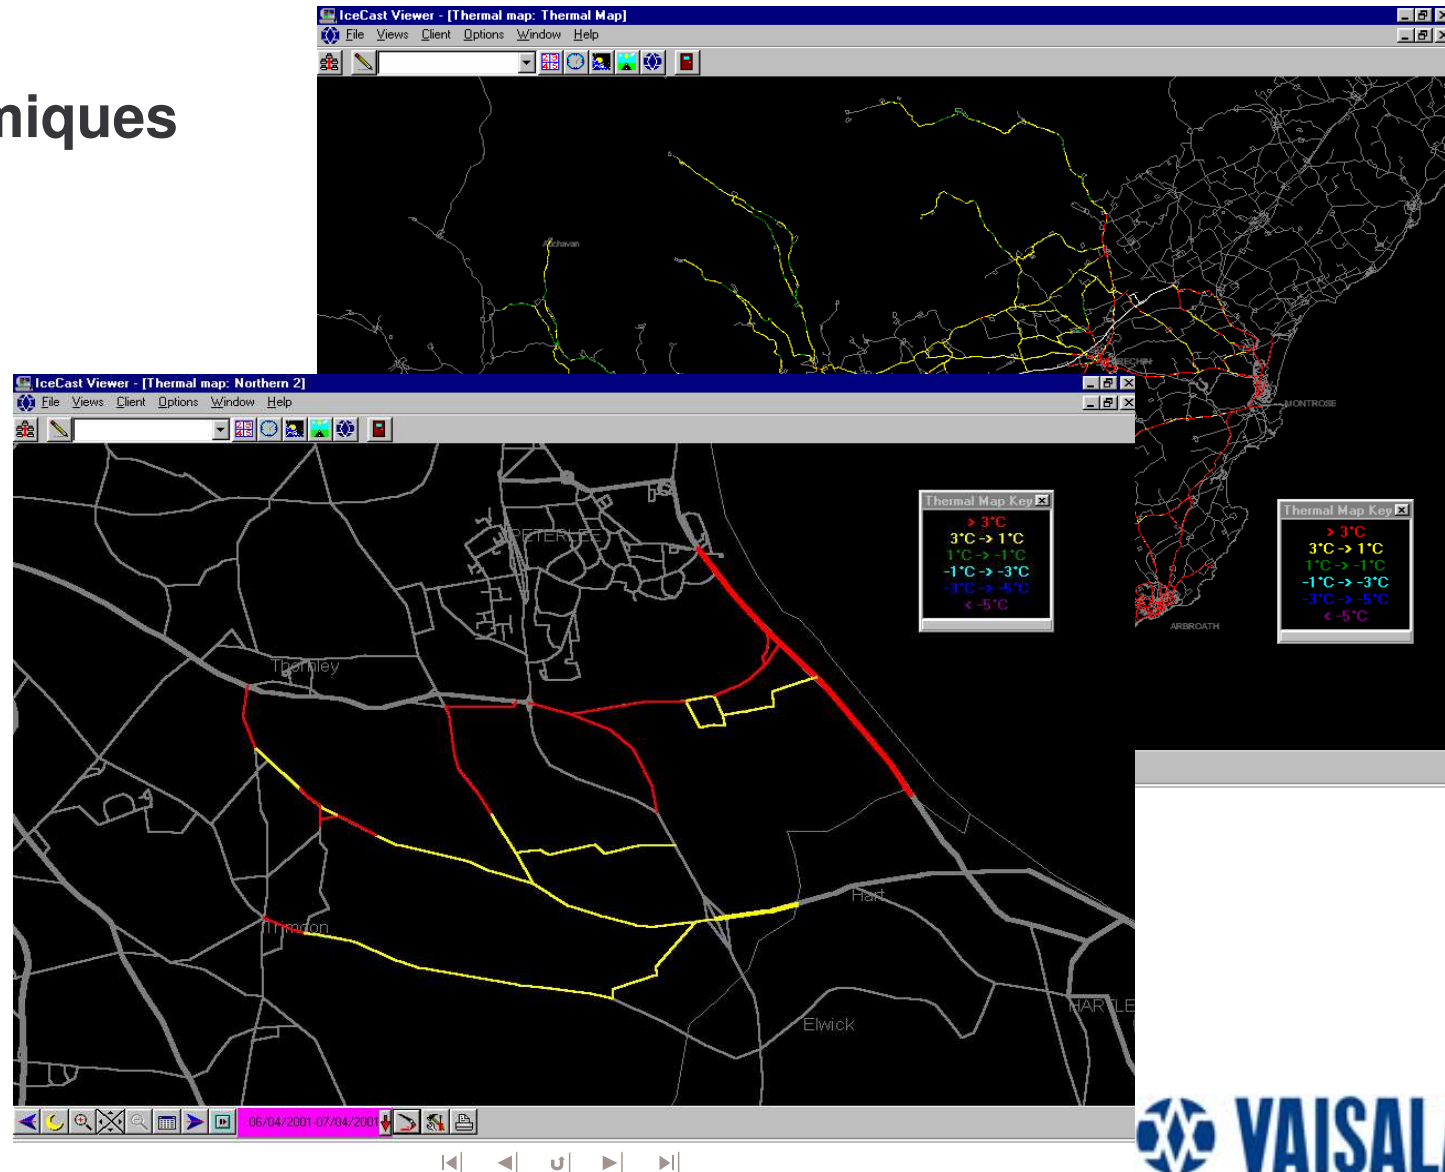 niques
IceCast Viewer - [Thermal map: Thermal Map]
File Views Client Options Window Help
BRECHIN
MONTROSE
ARBROATH
Thermal Map Key
> 3°C
3°C -> 1°C
1°C -> -1°C
-1°C -> -3°C
-3°C -> -5°C
< -5°C
IceCast Viewer - [Thermal map: Northern 2]
File Views Client Options Window Help
PETERLEE
Thornley
Trimdon
Hart
Elwick
HARTLE
Thermal Map Key
> 3°C
3°C -> 1°C
1°C -> -1°C
-1°C -> -3°C
-3°C -> -5°C
< -5°C
06/04/2001-07/04/2001
VAISALA